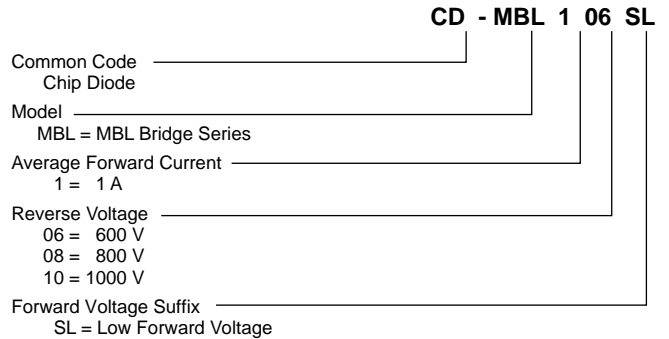 CD - MBL 1 06 SL
Common Code
Chip Diode
Model
MBL = MBL Bridge Series
Average Forward Current
1 = 1 A
Reverse Voltage
06 = 600 V
08 = 800 V
10 = 1000 V
Forward Voltage Suffix
SL = Low Forward Voltage